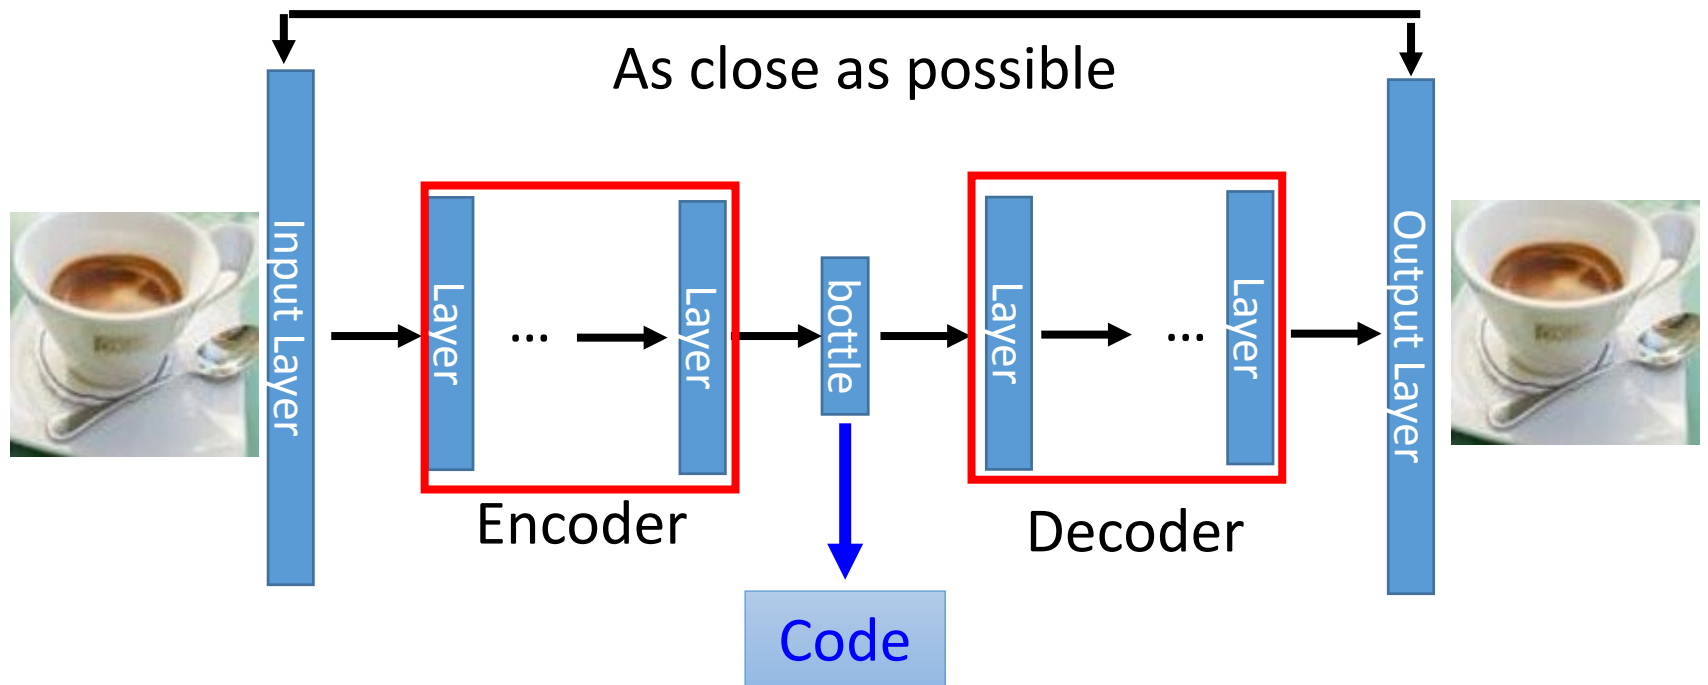 As close as possible
Input Layer
Layer
...
Layer
bottle
Layer
...
Layer
Output Layer
Encoder
Decoder
Code